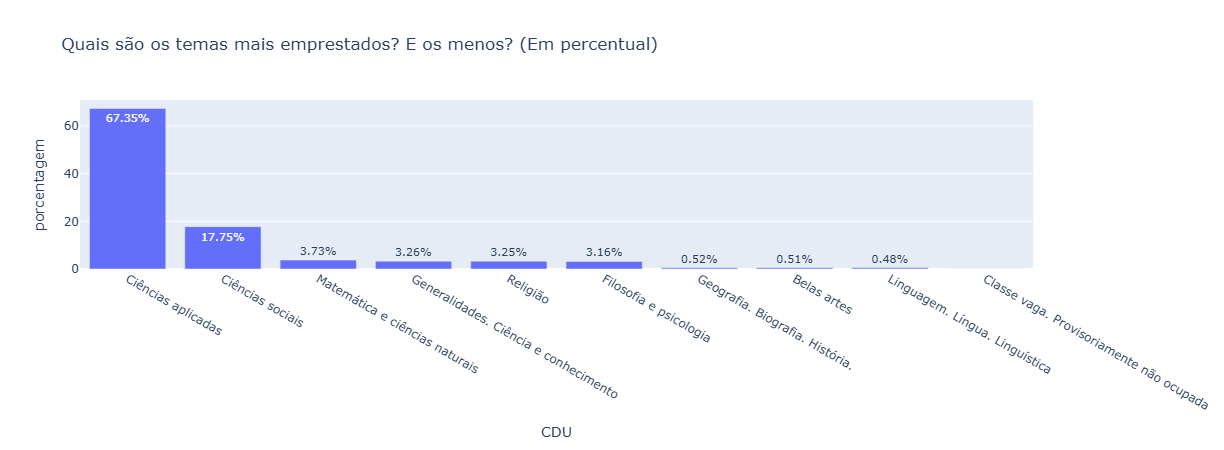 Quais são os temas mais emprestados? E os menos? (Em percentual)
porcentagem
60
40
20
0
67.35%
17.75%
3.73%
3.26%
3.25%
3.16%
0.52%
0.51%
0.48%
Ciências aplicadas
Ciências sociais
Matemática e ciências naturais
Generalidades. Ciência e conhecimento
Religião
Filosofia e psicologia
Geografia. Biografia. História.
Belas artes
Linguagem. Língua. Linguística
Classe vaga. Provisoriamente não ocupada
CDU